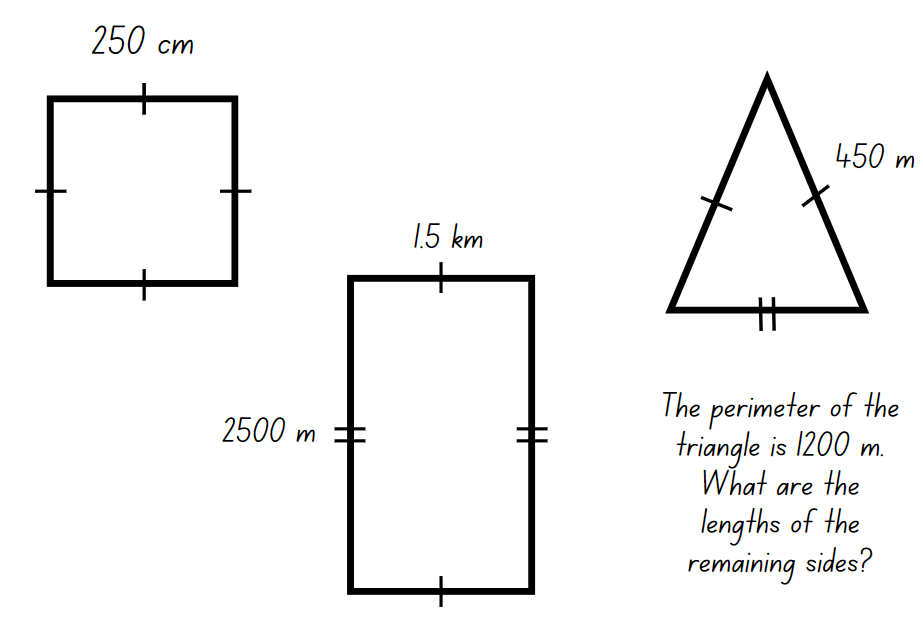 250 cm
1.5 km
2500 m
450 m
The perimeter of the
triangle is 1200 m.
What are the
lengths of the
remaining sides?